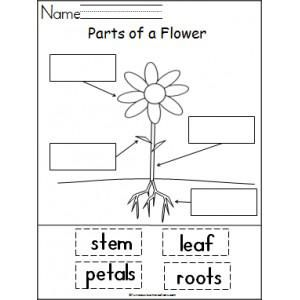 Name
Parts of a Flower
stem
leaf
petals
roots